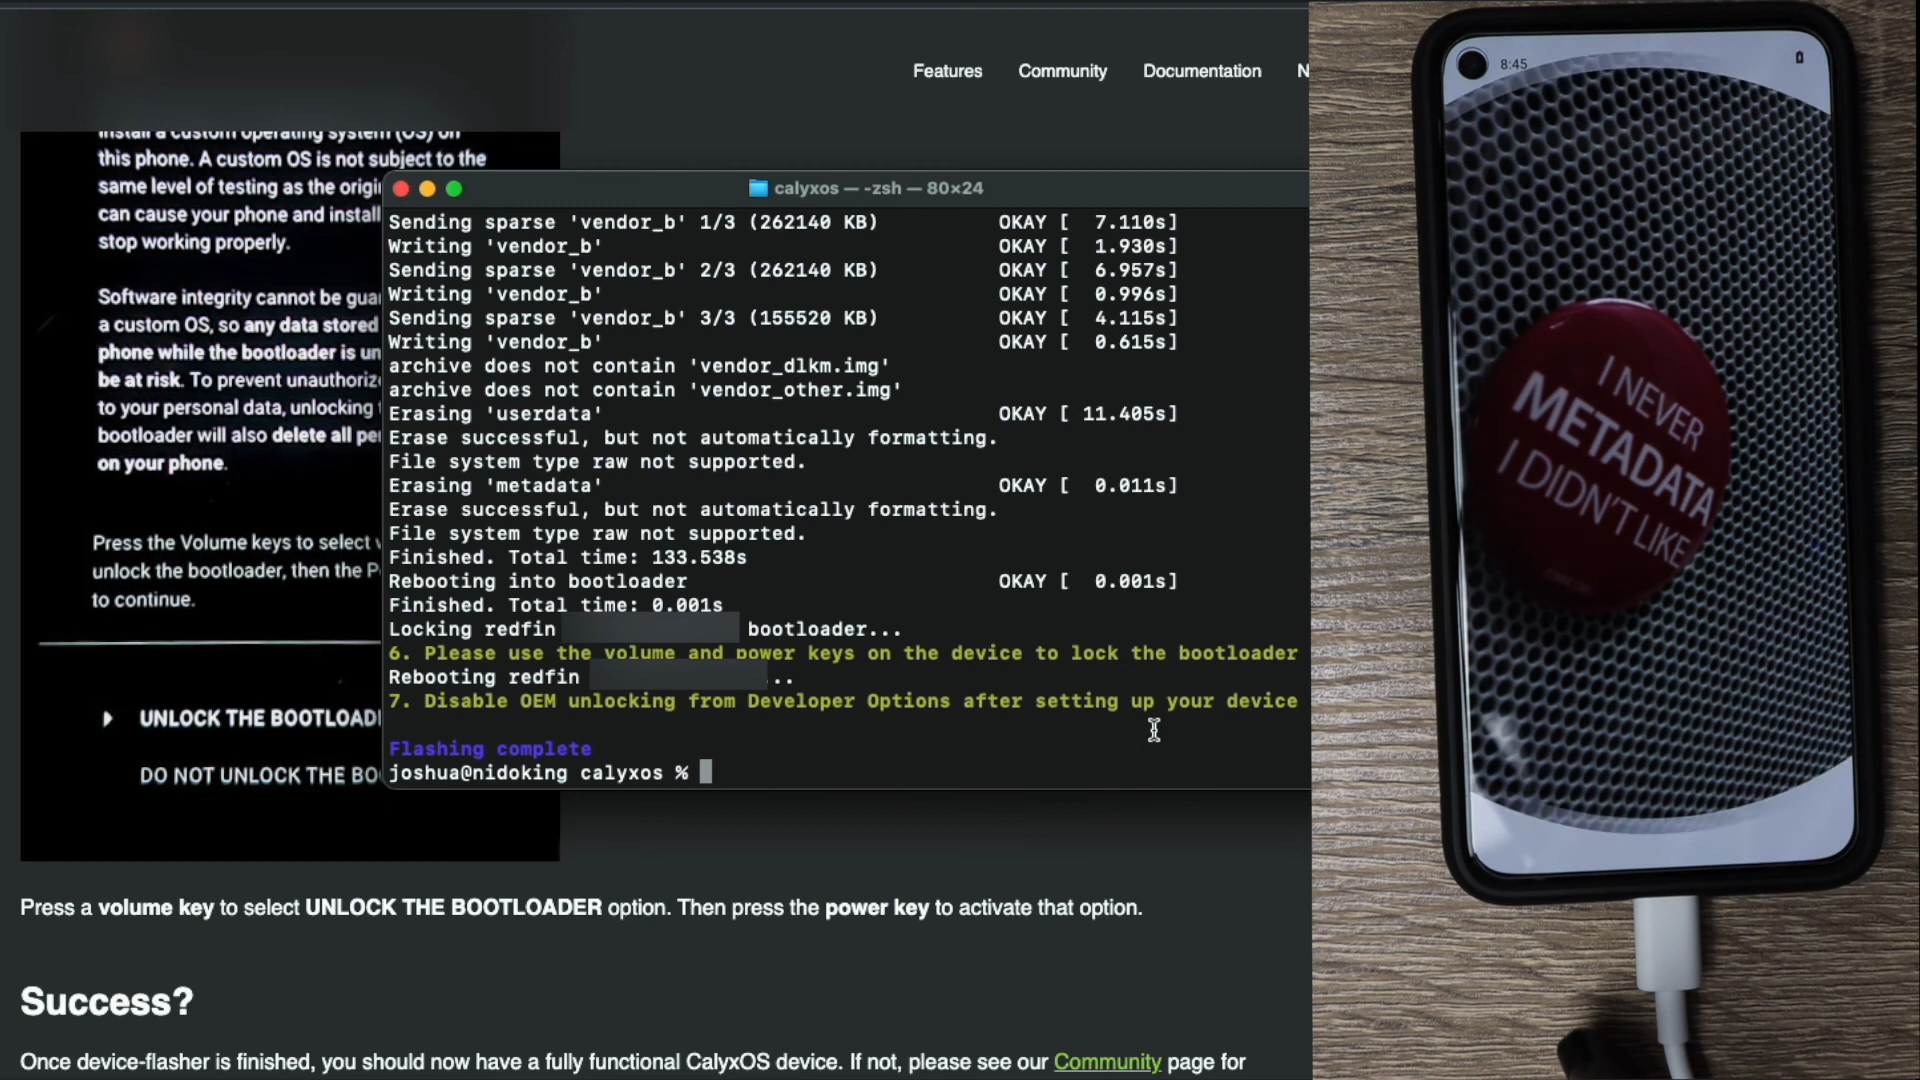 Features Community Documentation N
install a custom operating system (OS) on
this phone. A custom OS is not subject to the
same level of testing as the origi
can cause your phone and install
stop working properly.
Software integrity cannot be gua
a custom OS, so any data stored
phone while the bootloader is un
be at risk. To prevent unauthoriz
to your personal data, unlocking
bootloader will also delete all pe
on your phone.
Press the Volume keys to select
unlock the bootloader, then the P
to continue.
UNLOCK THE BOOTLOAD
DO NOT UNLOCK THE BO
calyxos — -zsh — 80×24
Sending sparse 'vendor_b' 1/3 (262140 KB) OKAY [ 7.110s]
Writing 'vendor_b' OKAY [ 1.930s]
Sending sparse 'vendor_b' 2/3 (262140 KB) OKAY [ 6.957s]
Writing 'vendor_b' OKAY [ 0.996s]
Sending sparse 'vendor_b' 3/3 (155520 KB) OKAY [ 4.115s]
Writing 'vendor_b' OKAY [ 0.615s]
archive does not contain 'vendor_dlkm.img'
archive does not contain 'vendor_other.img'
Erasing 'userdata' OKAY [ 11.405s]
Erase successful, but not automatically formatting.
File system type raw not supported.
Erasing 'metadata' OKAY [ 0.011s]
Erase successful, but not automatically formatting.
File system type raw not supported.
Finished. Total time: 133.538s
Rebooting into bootloader OKAY [ 0.001s]
Finished. Total time: 0.001s
Locking redfin bootloader...
6. Please use the volume and power keys on the device to lock the bootloader
Rebooting redfin ..
7. Disable OEM unlocking from Developer Options after setting up your device
Flashing complete
joshua@nidoking calyxos %
Press a volume key to select UNLOCK THE BOOTLOADER option. Then press the power key to activate that option.
Success?
Once device-flasher is finished, you should now have a fully functional CalyxOS device. If not, please see our Community page for
8:45
I NEVER
METADATA
I DIDN'T LIKE